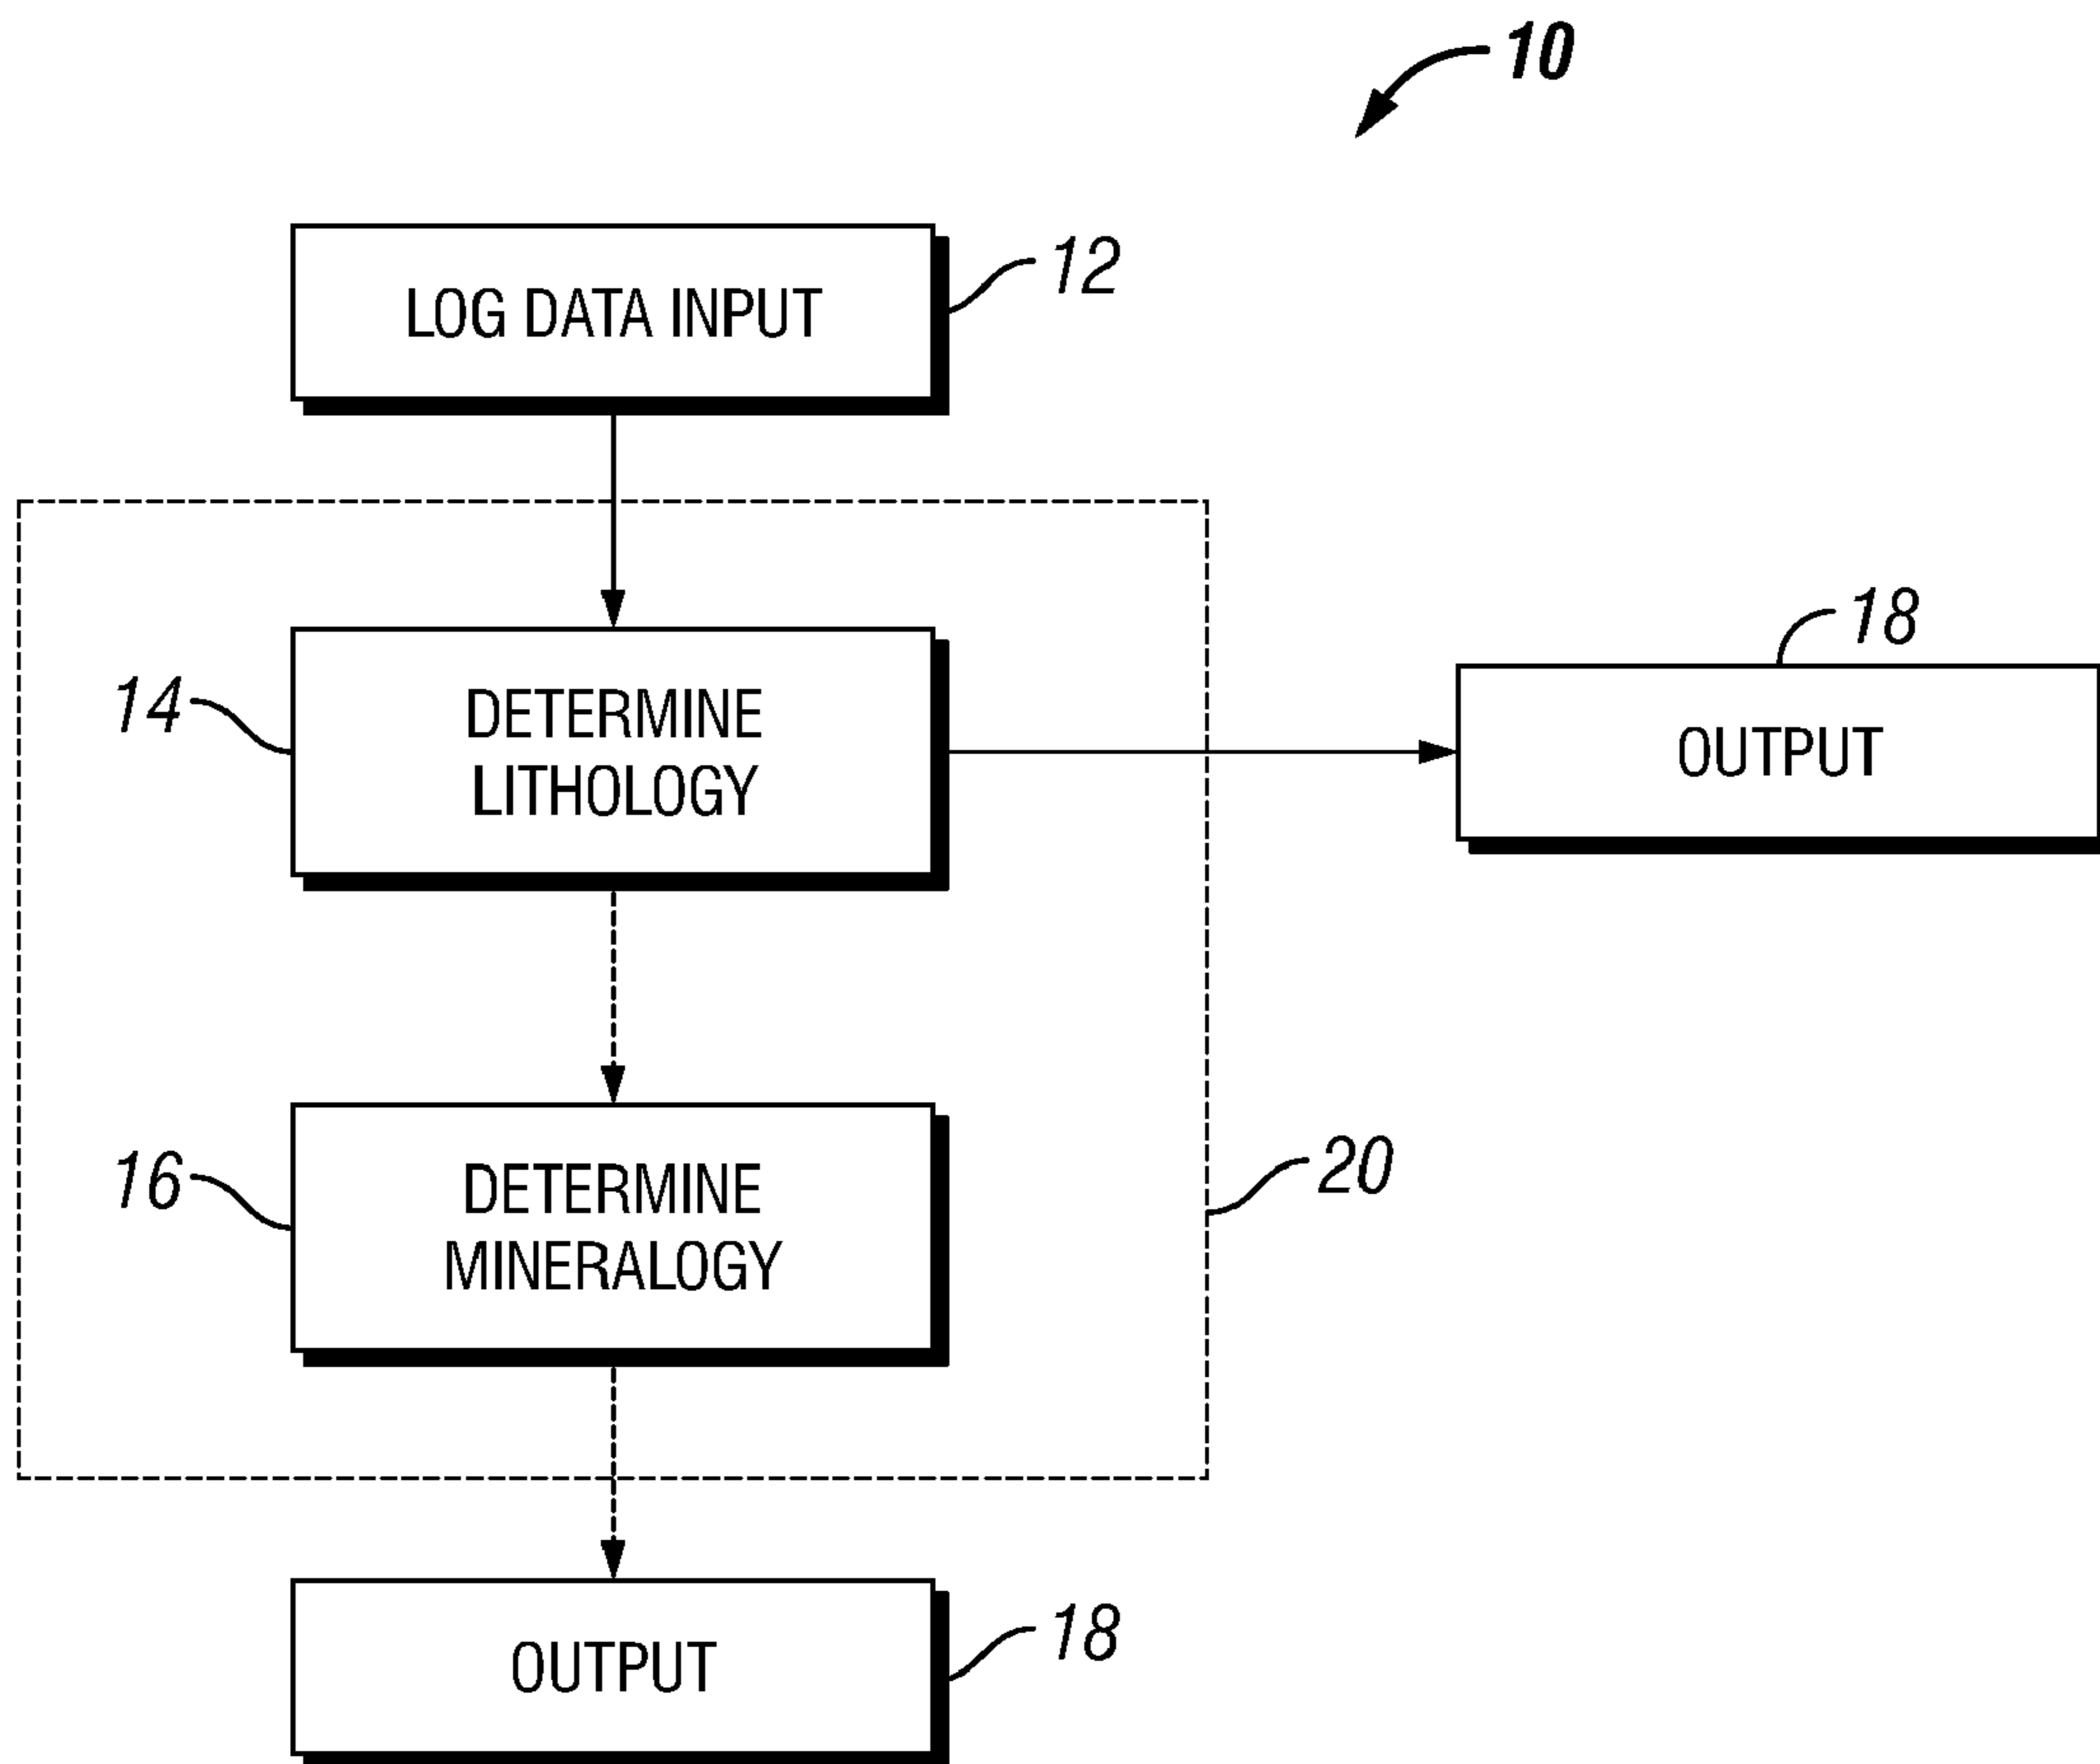 10
LOG DATA INPUT
12
14
DETERMINE
LITHOLOGY
18
OUTPUT
16
DETERMINE
MINERALOGY
20
OUTPUT
18